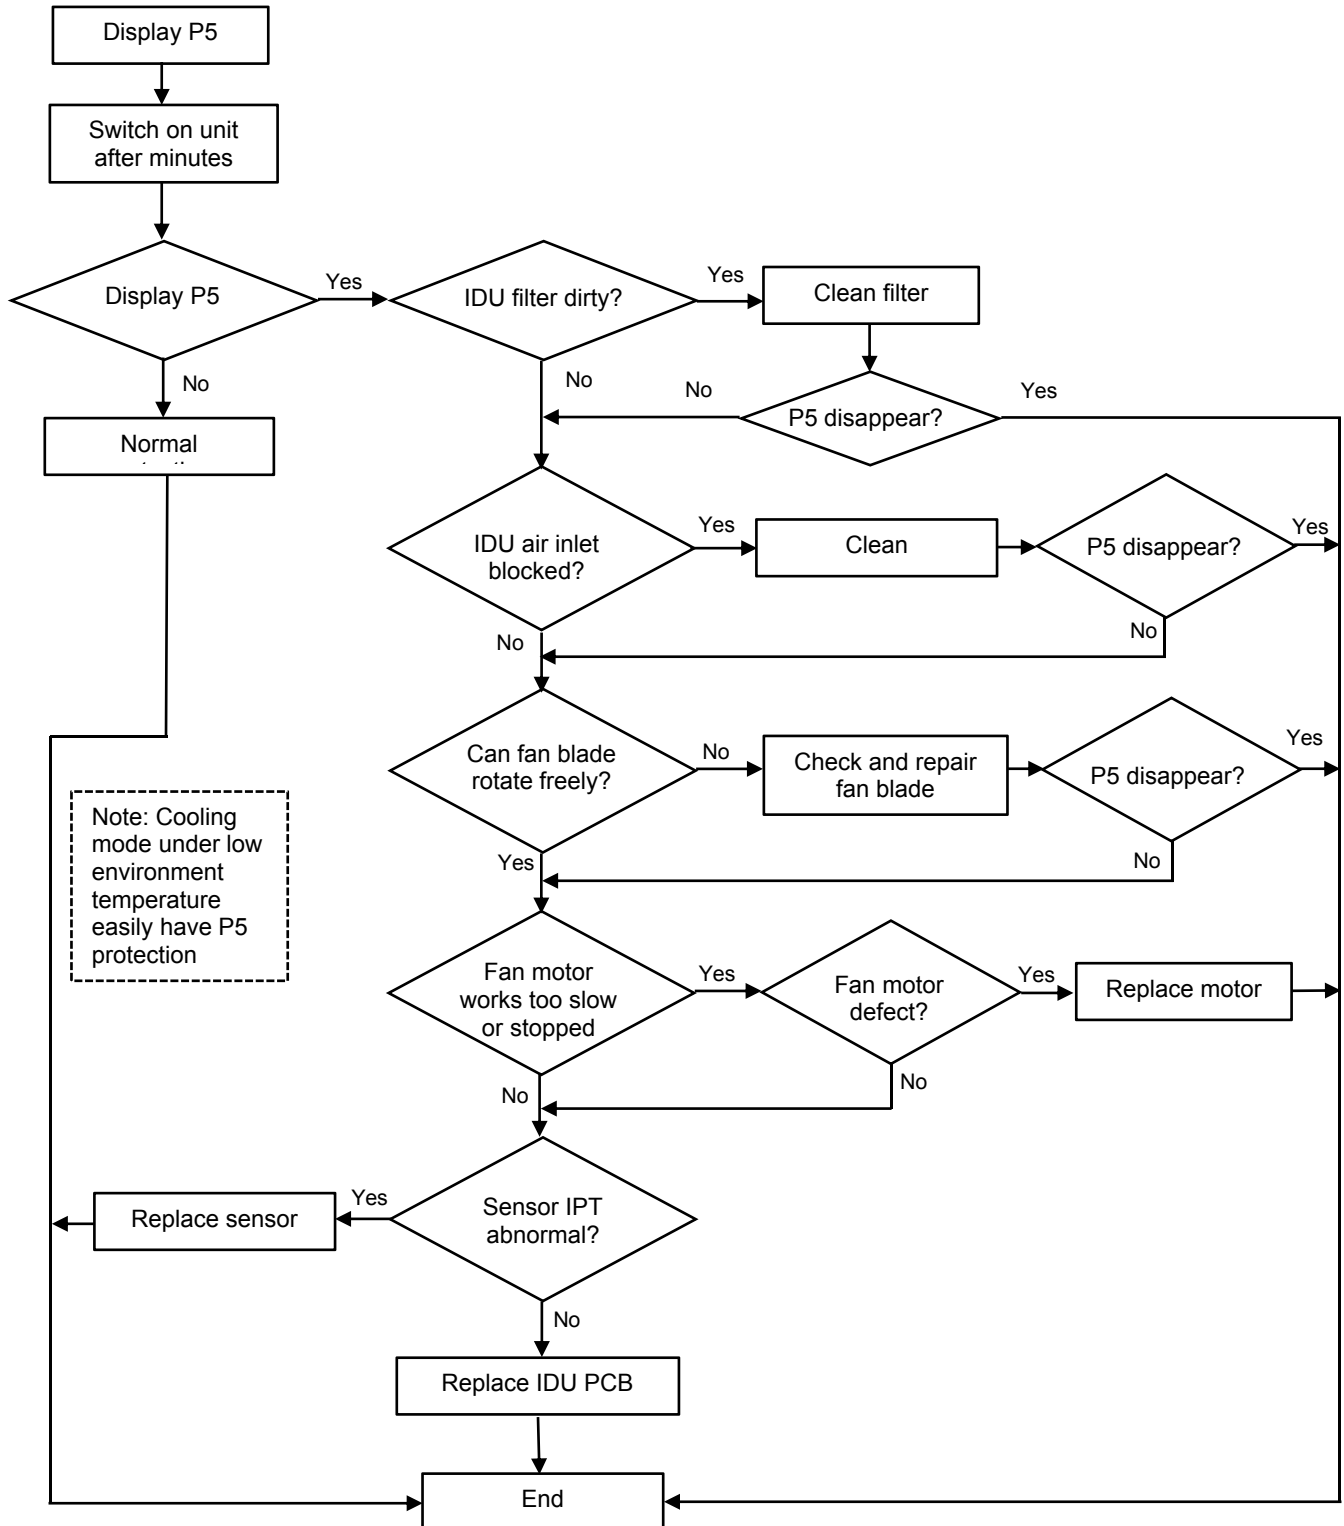 Display P5
Switch on unit
after minutes
Display P5
Yes
IDU filter dirty?
Yes
Clean filter
No
No
No
P5 disappear?
Yes
Normal
IDU air inlet
blocked?
Yes
Clean
P5 disappear?
Yes
No
No
Can fan blade
rotate freely?
No
Check and repair
fan blade
P5 disappear?
Yes
Yes
No
Note: Cooling
mode under low
environment
temperature
easily have P5
protection
Fan motor
works too slow
or stopped
Yes
Fan motor
defect?
Yes
Replace motor
No
No
Replace sensor
Yes
Sensor IPT
abnormal?
No
Replace IDU PCB
End